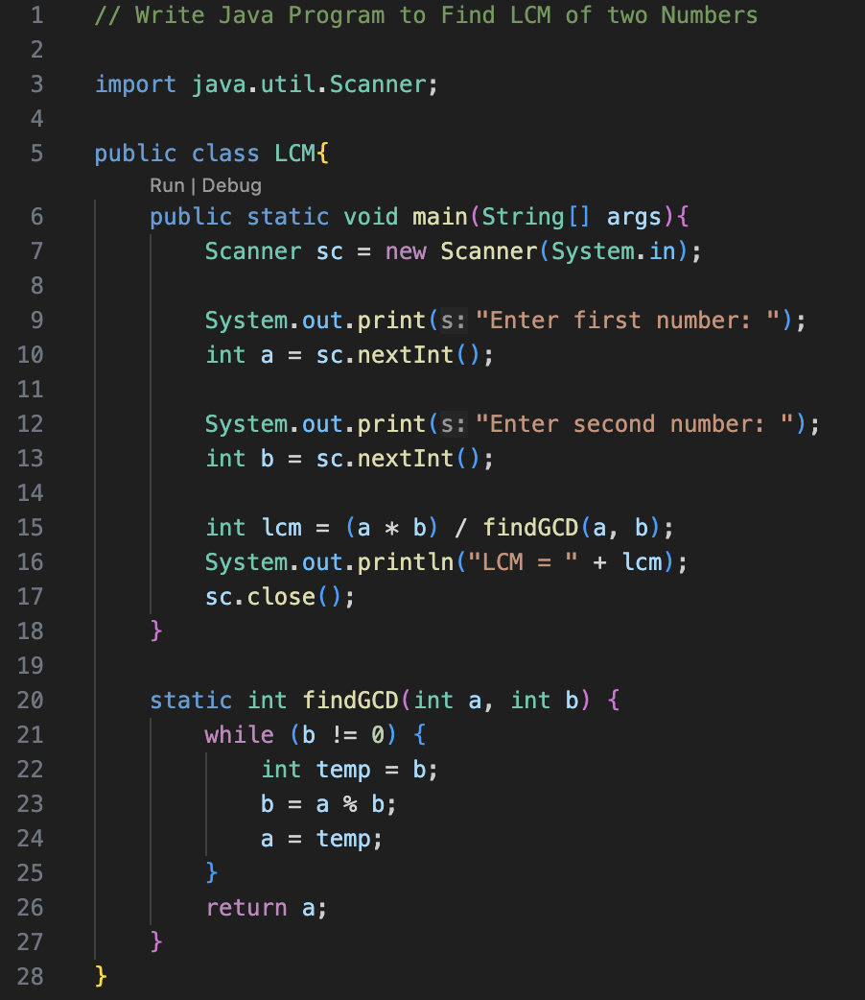 1 // Write Java Program to Find LCM of two Numbers
2
3 import java.util.Scanner;
4
5 public class LCM{
Run | Debug
6 public static void main(String[] args){
7 Scanner sc = new Scanner(System.in);
8
9 System.out.print(s: "Enter first number: ");
10 int a = sc.nextInt();
11
12 System.out.print(s: "Enter second number: ");
13 int b = sc.nextInt();
14
15 int lcm = (a * b) / findGCD(a, b);
16 System.out.println("LCM = " + lcm);
17 sc.close();
18 }
19
20 static int findGCD(int a, int b) {
21 while (b != 0) {
22 int temp = b;
23 b = a % b;
24 a = temp;
25 }
26 return a;
27 }
28 }